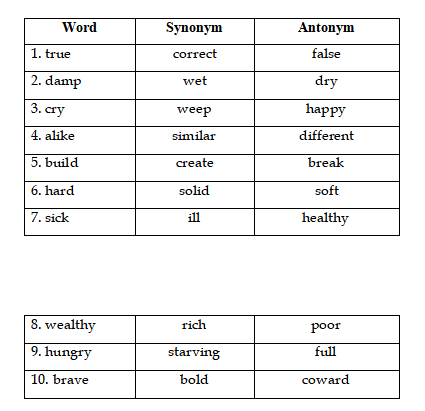 Word Synonym Antonym
1. true correct false
2. damp wet dry
3. cry weep happy
4. alike similar different
5. build create break
6. hard solid soft
7. sick ill healthy
8. wealthy rich poor
9. hungry starving full
10. brave bold coward